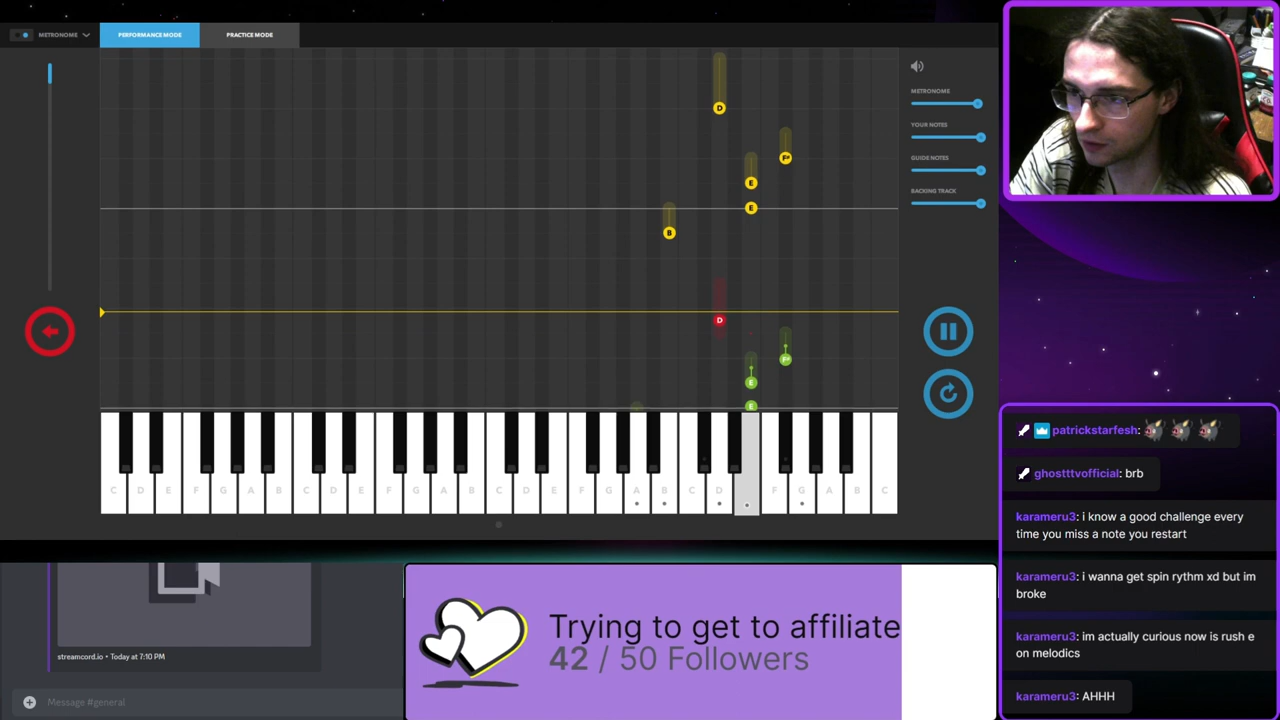 METRONOME
PERFORMANCE MODE
PRACTICE MODE
D
F#
E
E
B
D
F#
E
E
METRONOME
YOUR NOTES
GUIDE NOTES
BACKING TRACK
C D E F G A B C D E F G A B C D E F G A B C D F G A B C
patrickstarfesh:
ghostttvofficial: brb
karameru3: i know a good challenge every
time you miss a note you restart
karameru3: i wanna get spin rythm xd but im
broke
karameru3: im actually curious now is rush e
on melodics
karameru3: AHHH
streamcord.io • Today at 7:10 PM
Message #general
Trying to get to affiliate
42 / 50 Followers